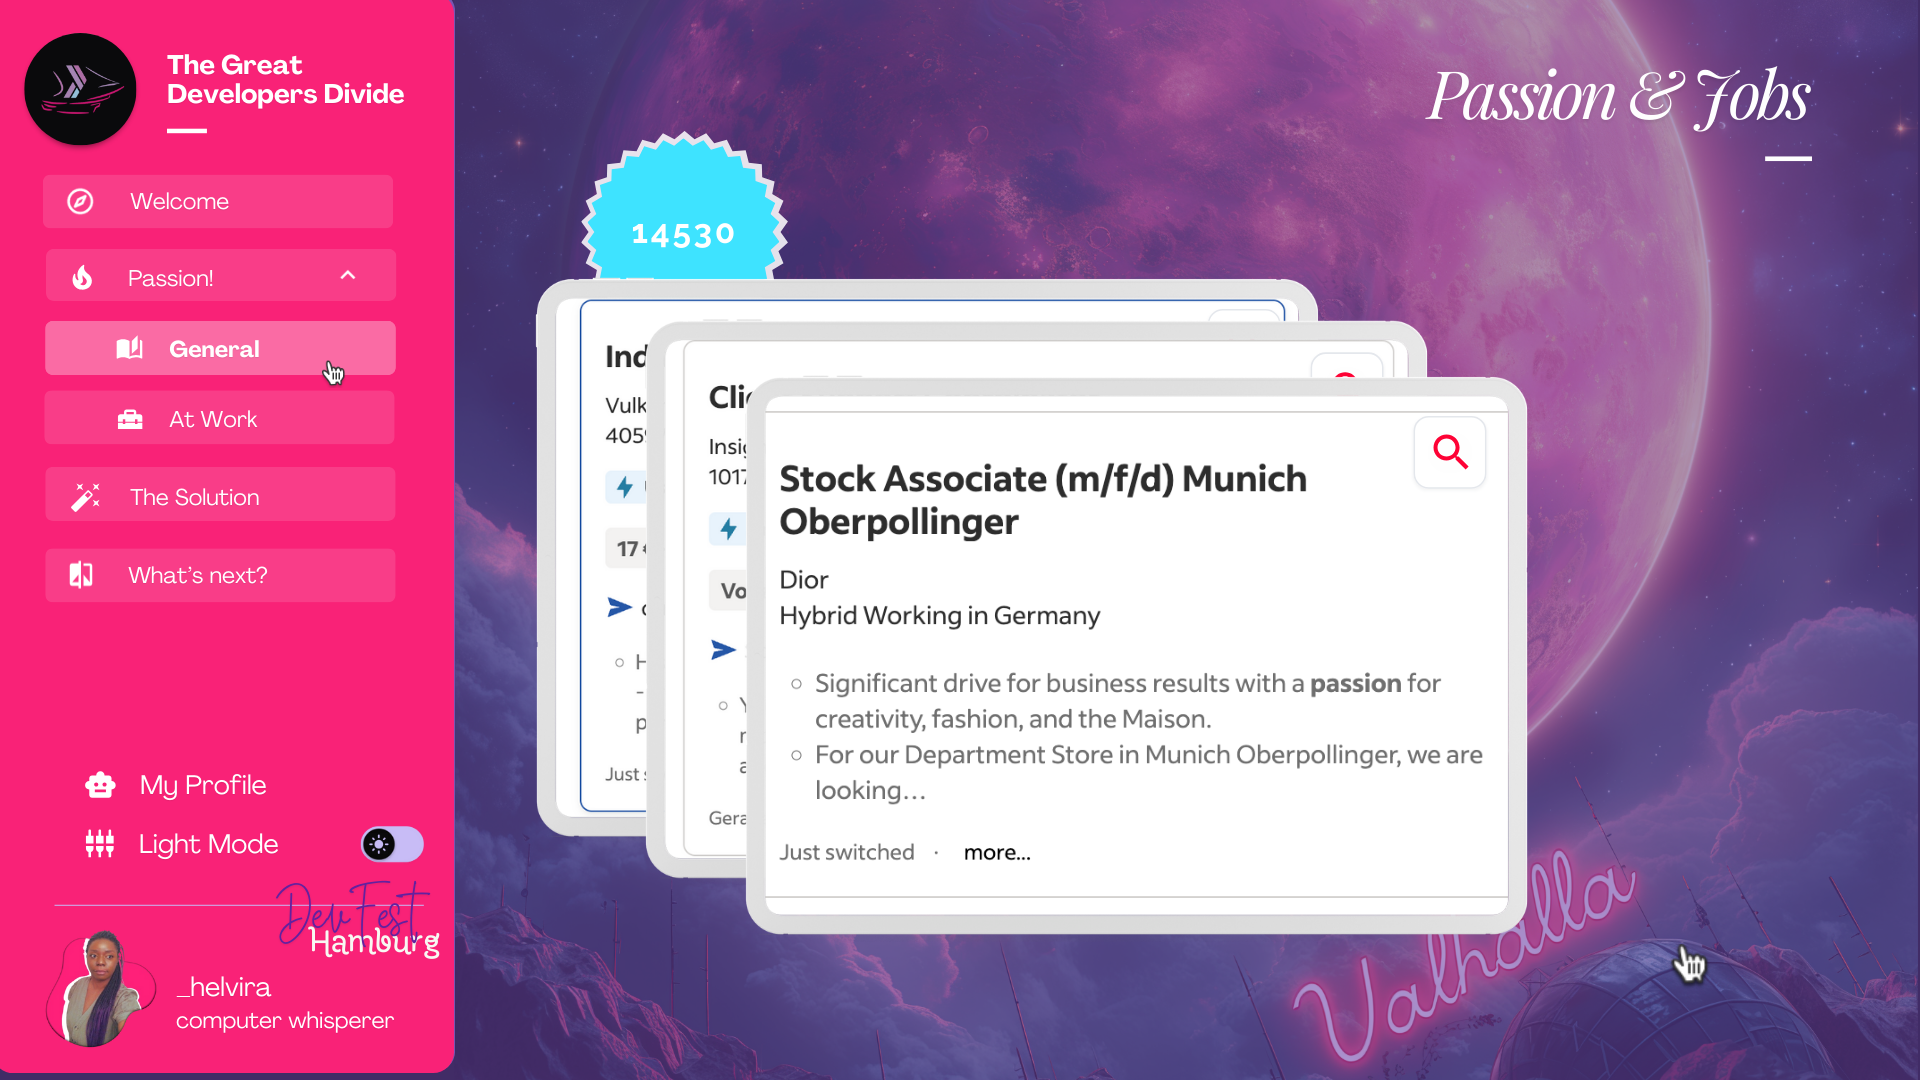 The Great
Developers Divide
Welcome
Passion!
General
At Work
The Solution
What's next?
My Profile
Light Mode
DevFest
Hamburg
_helvira
computer whisperer
Passion & Jobs
14530
17
Just
Stock Associate (m/f/d) Munich
Oberpollinger
Dior
Hybrid Working in Germany
Significant drive for business results with a passion for
creativity, fashion, and the Maison.
For our Department Store in Munich Oberpollinger, we are
looking...
Just switched · more...
Valhalla